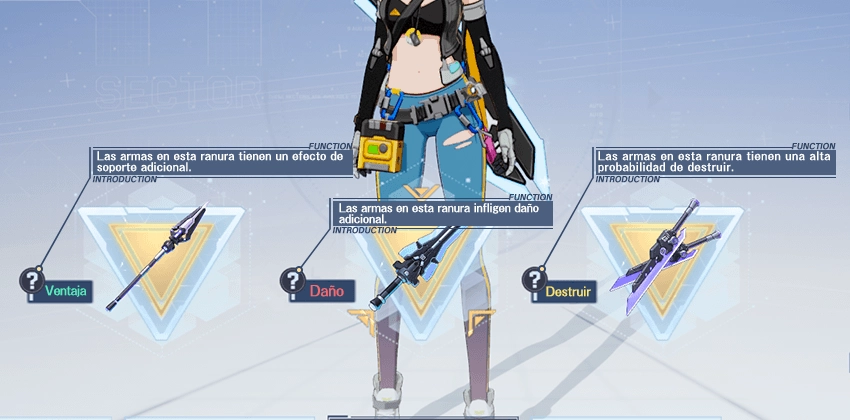 SECTOR
FUNCTION
Las armas en esta ranura tienen un efecto de
soporte adicional.
INTRODUCTION
?
Ventaja
FUNCTION
Las armas en esta ranura infligen daño
adicional.
INTRODUCTION
?
Daño
FUNCTION
Las armas en esta ranura tienen una alta
probabilidad de destruir.
INTRODUCTION
?
Destruir